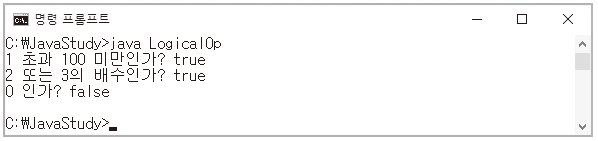 명령 프롬프트
C:\JavaStudy>java LogicalOp
1 초과 100 미만인가? true
2 또는 3의 배수인가? true
0 인가? false
C:\JavaStudy>